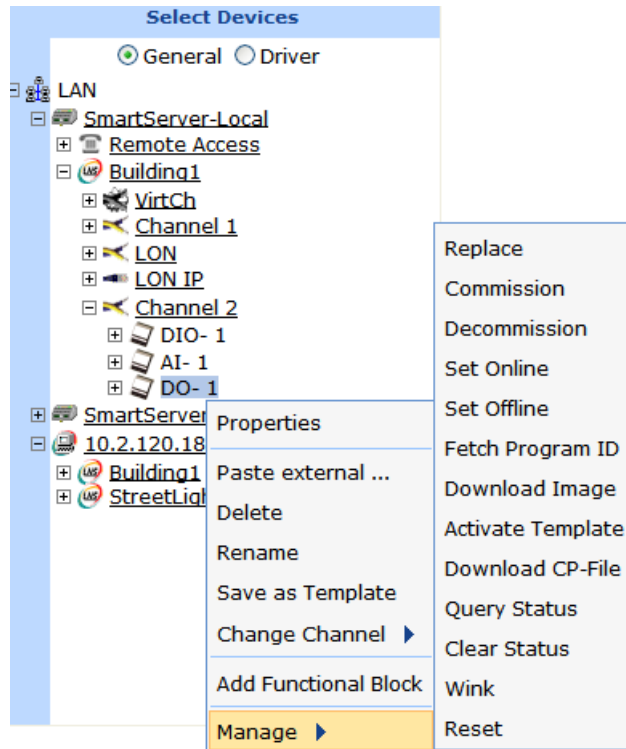 Select Devices
General Driver
LAN
SmartServer-Local
Remote Access
Building1
VirtCh
Channel 1
LON
LON IP
Channel 2
DIO- 1
AI- 1
DO- 1
SmartServer
10.2.120.18
Building1
StreetLig
Properties
Paste external ...
Delete
Rename
Save as Template
Change Channel
Add Functional Block
Manage
Replace
Commission
Decommission
Set Online
Set Offline
Fetch Program ID
Download Image
Activate Template
Download CP-File
Query Status
Clear Status
Wink
Reset